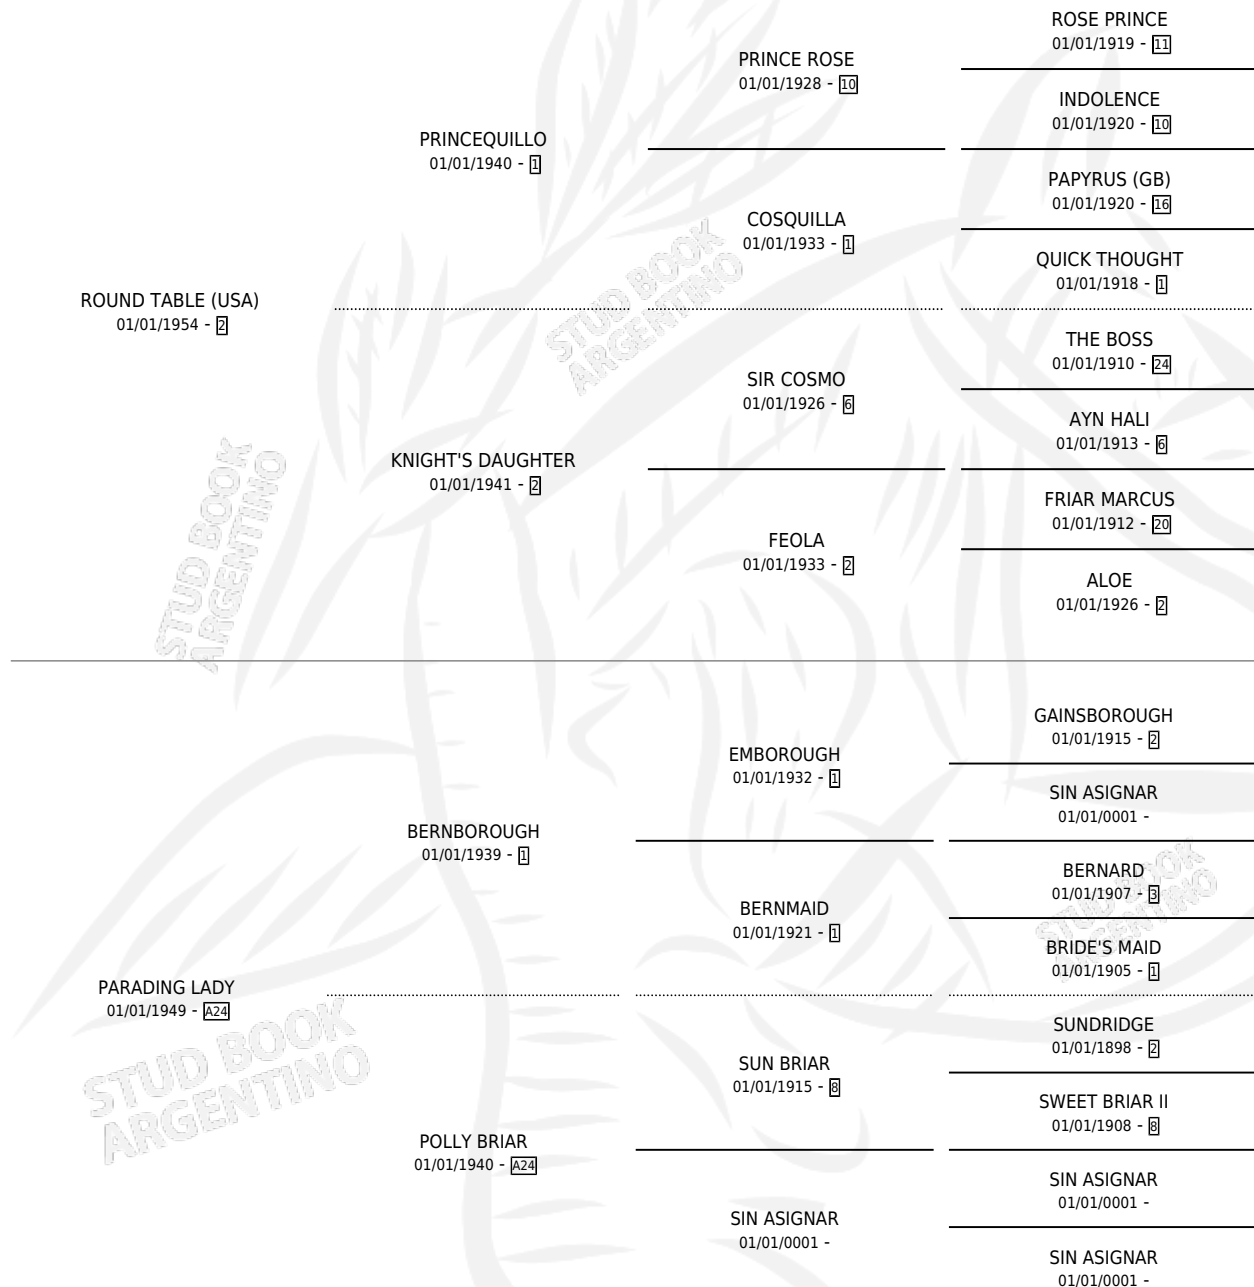 ROUND TABLE (USA)
01/01/1954 - 2
PRINCEQUILLO
01/01/1940 - 1
PRINCE ROSE
01/01/1928 - 10
ROSE PRINCE
01/01/1919 - 11
INDOLENCE
01/01/1920 - 10
COSQUILLA
01/01/1933 - 1
PAPYRUS (GB)
01/01/1920 - 16
QUICK THOUGHT
01/01/1918 - 1
KNIGHT'S DAUGHTER
01/01/1941 - 2
SIR COSMO
01/01/1926 - 6
THE BOSS
01/01/1910 - 24
AYN HALI
01/01/1913 - 6
FEOLA
01/01/1933 - 2
FRIAR MARCUS
01/01/1912 - 20
ALOE
01/01/1926 - 2
PARADING LADY
01/01/1949 - A24
BERNBOROUGH
01/01/1939 - 1
EMBOROUGH
01/01/1932 - 1
GAINSBOROUGH
01/01/1915 - 2
SIN ASIGNAR
01/01/0001 -
BERNMAID
01/01/1921 - 1
BERNARD
01/01/1907 - 3
BRIDE'S MAID
01/01/1905 - 1
POLLY BRIAR
01/01/1940 - A24
SUN BRIAR
01/01/1915 - 8
SUNDRIDGE
01/01/1898 - 2
SWEET BRIAR II
01/01/1908 - 8
SIN ASIGNAR
01/01/0001 -
SIN ASIGNAR
01/01/0001 -
SIN ASIGNAR
01/01/0001 -
STUD BOOK
ARGENTINO
STUD BOOK
ARGENTINO
STUD BOOK
ARGENTINO
STUD BOOK
ARGENTINO